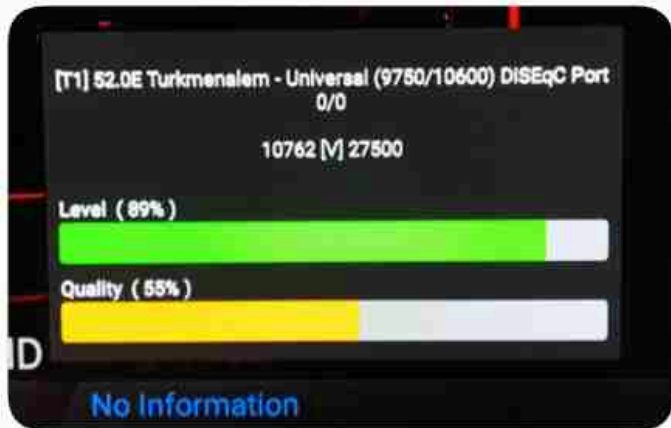 [T1] 52.0E Turkmenalem - Universal (9750/10600) DiSEqC Port
0/0
10762 [V] 27500
Level ( 89% )
Quality ( 55% )
ID
No Information